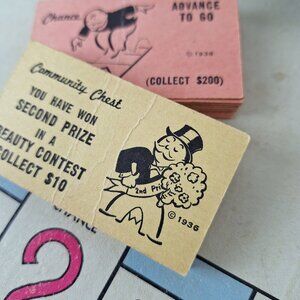 Chance
ADVANCE
TO GO
© 1936
(COLLECT $200)
Community Chest
YOU HAVE WON
SECOND PRIZE
IN A
BEAUTY CONTEST
COLLECT $10
2nd Prize
© 1936
CHANCE